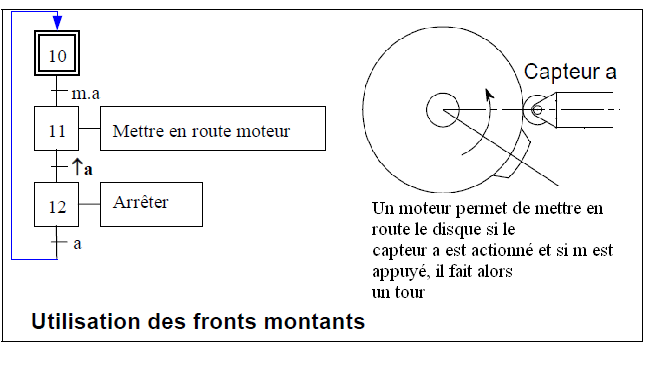 10
m.a
11
Mettre en route moteur
↑a
12
Arrêter
a
Capteur a
Un moteur permet de mettre en
route le disque si le
capteur a est actionné et si m est
appuyé, il fait alors
un tour
Utilisation des fronts montants